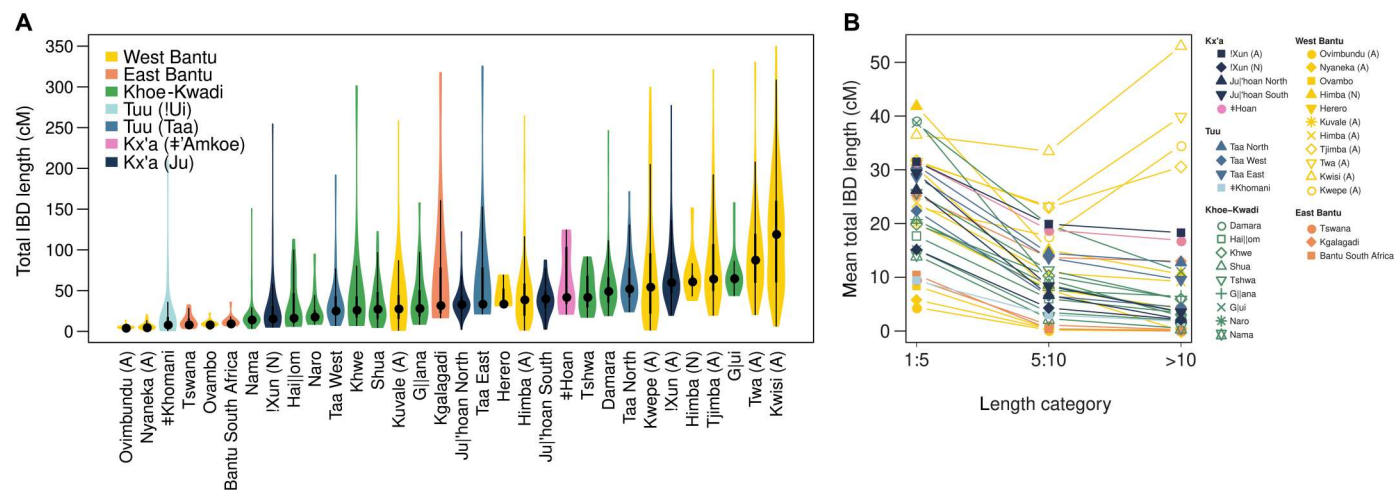 A
Total IBD length (cM)
350
300
250
200
150
100
50
0
West Bantu
East Bantu
Khoe-Kwadi
Tuu (!Ui)
Tuu (Taa)
Kx'a (ǂ'Amkoe)
Kx'a (Ju)
Ovimbundu (A)
Nyaneka (A)
ǂKhomani
Tswana
Ovambo
Bantu South Africa
Nama
!Xun (N)
Hai||om
Naro
Taa West
Khwe
Shua
Kuvale (A)
G||ana
Kgalagadi
Ju|'hoan North
Taa East
Herero
Himba (A)
Ju|'hoan South
ǂHoan
Tshwa
Damara
Taa North
Kwepe (A)
!Xun (A)
Himba (N)
Tjimba (A)
G|ui
Twa (A)
Kwisi (A)
B
Mean total IBD length (cM)
50
40
30
20
10
0
1:5
5:10
>10
Length category
Kx'a
!Xun (A)
!Xun (N)
Ju|'hoan North
Ju|'hoan South
ǂHoan
Tuu
Taa North
Taa West
Taa East
ǂKhomani
Khoe-Kwadi
Damara
Hai||om
Khwe
Shua
Tshwa
G||ana
G|ui
Naro
Nama
West Bantu
Ovimbundu (A)
Nyaneka (A)
Ovambo
Himba (N)
Herero
Kuvale (A)
Himba (A)
Tjimba (A)
Twa (A)
Kwisi (A)
Kwepe (A)
East Bantu
Tswana
Kgalagadi
Bantu South Africa